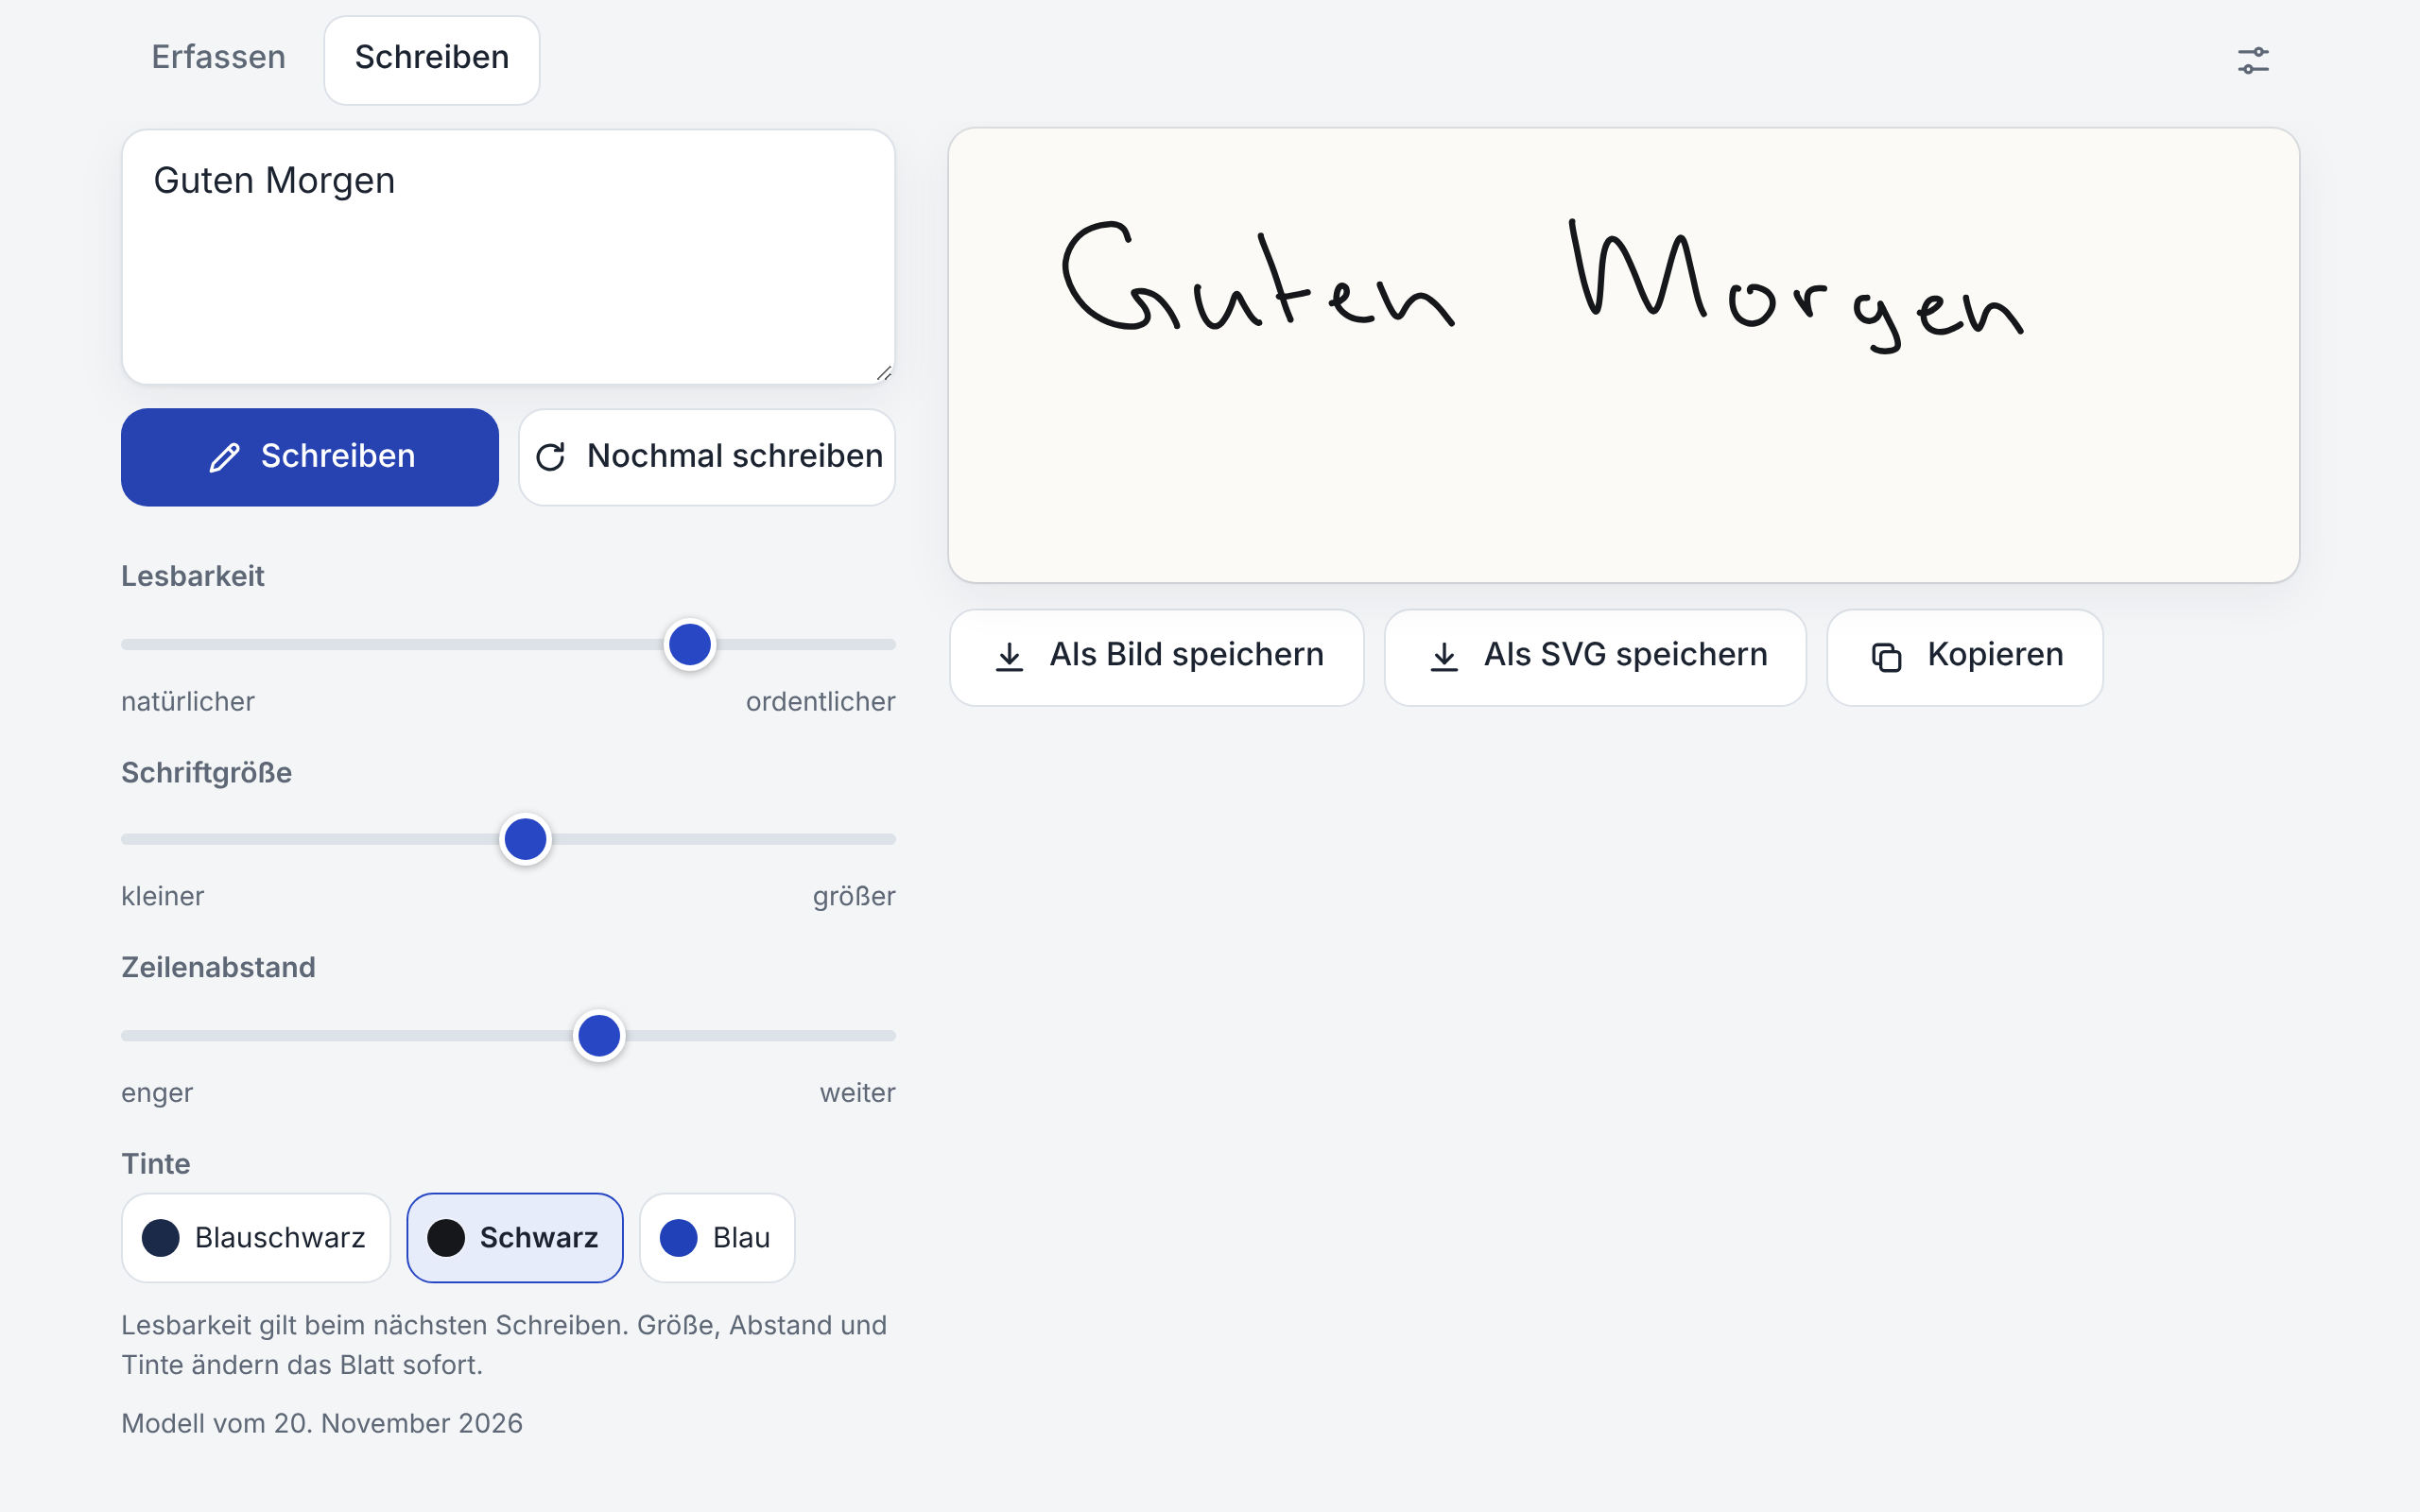 Erfassen
Schreiben
Guten Morgen
Schreiben
Nochmal schreiben
Lesbarkeit
natürlicher
ordentlicher
Schriftgröße
kleiner
größer
Zeilenabstand
enger
weiter
Tinte
Blauschwarz
Schwarz
Blau
Lesbarkeit gilt beim nächsten Schreiben. Größe, Abstand und
Tinte ändern das Blatt sofort.
Modell vom 20. November 2026
Guten Morgen
Als Bild speichern
Als SVG speichern
Kopieren